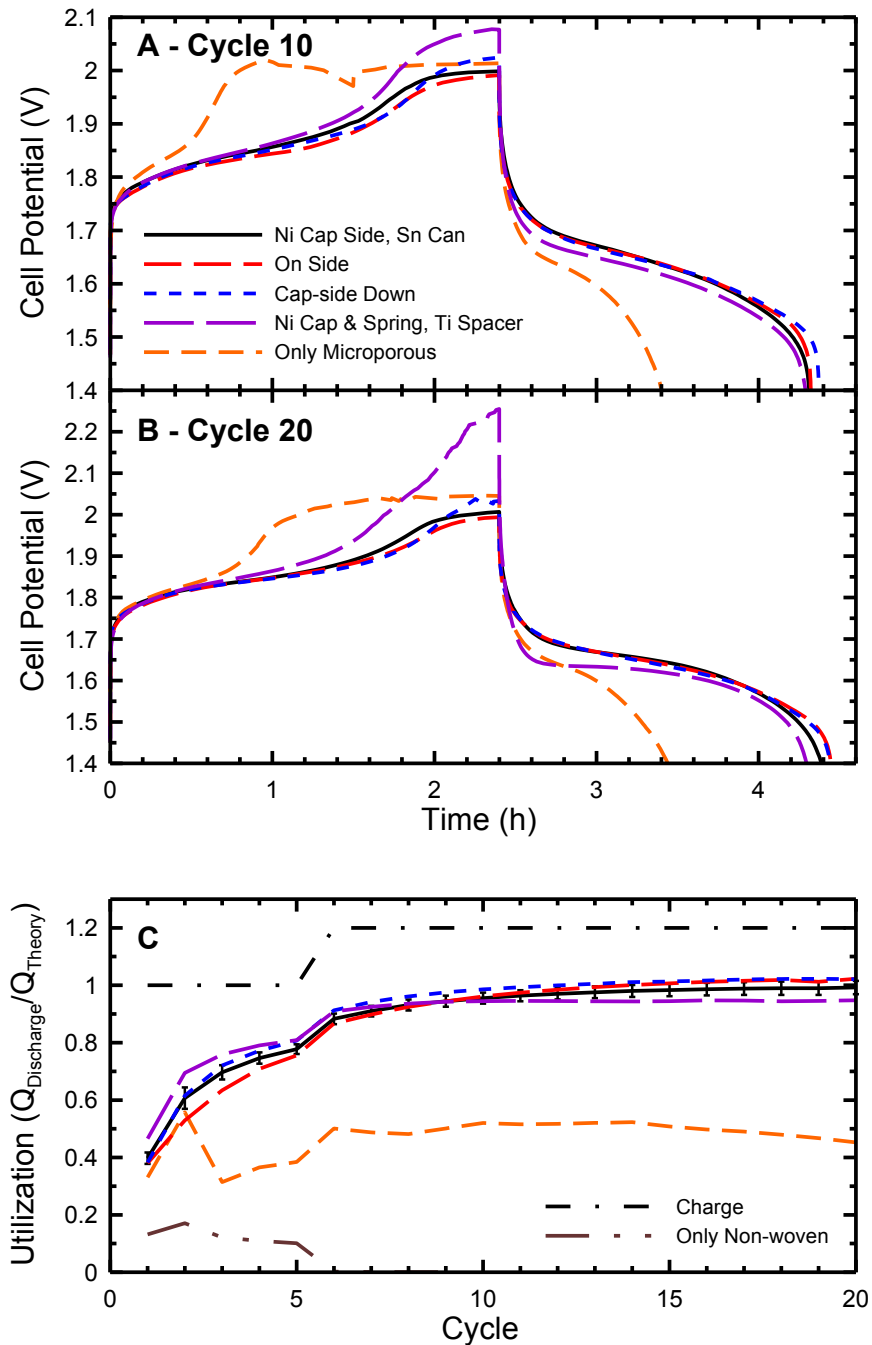 2.1
A - Cycle 10
2
1.9
1.8
1.7
1.6
1.5
1.4
Cell Potential (V)
Ni Cap Side, Sn Can
On Side
Cap-side Down
Ni Cap & Spring, Ti Spacer
Only Microporous
B - Cycle 20
2.2
2.1
2
1.9
1.8
1.7
1.6
1.5
1.4
Cell Potential (V)
0
1
2
3
4
Time (h)
C
1.2
1
0.8
0.6
0.4
0.2
0
Utilization (QDischarge/QTheory)
Charge
Only Non-woven
0
5
10
15
20
Cycle